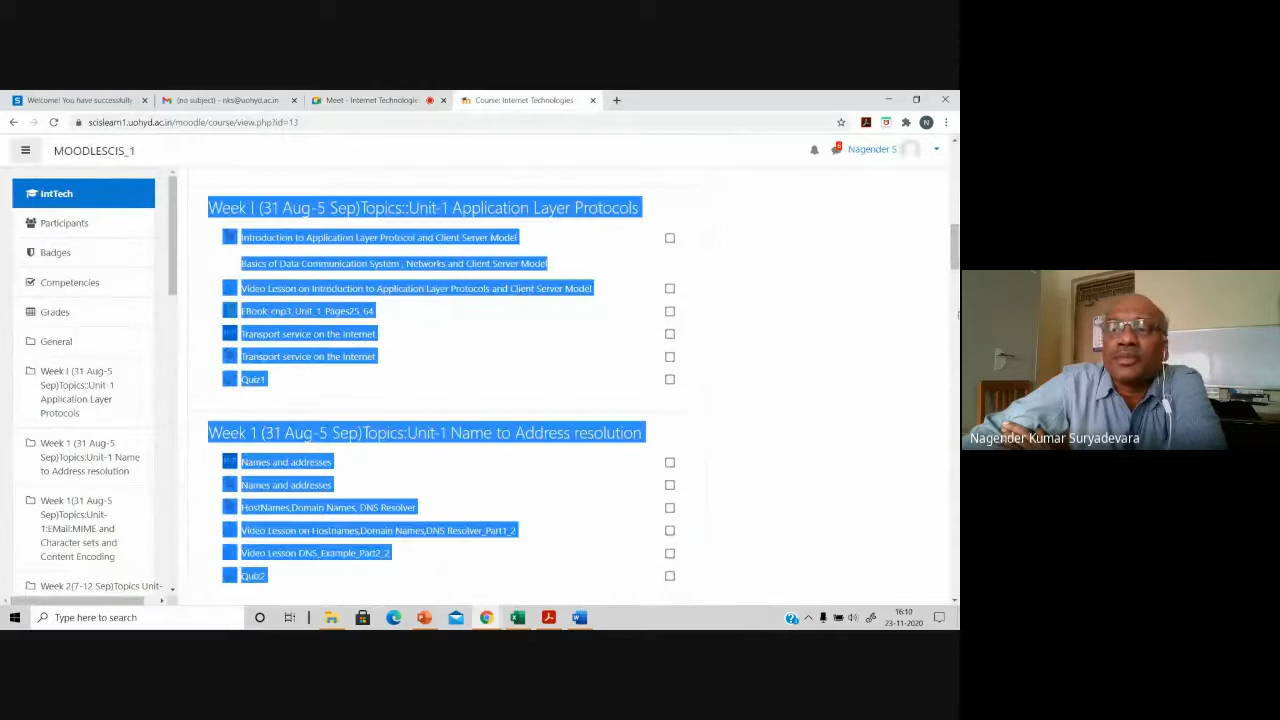 Welcome! You have successfully
(no subject) - nks@uohyd.ac.in
Meet - Internet Technologies
Course: Internet Technologies
scislearn1.uohyd.ac.in/moodle/course/view.php?id=13
MOODLESCIS_1
Nagender S
IntTech
Participants
Badges
Competencies
Grades
General
Week I (31 Aug-5
Sep)Topics::Unit-1
Application Layer
Protocols
Week 1 (31 Aug-5
Sep)Topics:Unit-1 Name
to Address resolution
Week 1(31 Aug-5
Sep)Topics:Unit-
1:EMail:MIME and
Character sets and
Content Encoding
Week 2(7-12 Sep)Topics Unit-
Week I (31 Aug-5 Sep)Topics::Unit-1 Application Layer Protocols
Introduction to Application Layer Protocol and Client Server Model
Basics of Data Communication System , Networks and Client Server Model
Video Lesson on Introduction to Application Layer Protocols and Client Server Model
EBook_cnp3_Unit_1_Pages25_64
Transport service on the Internet
Transport service on the Internet
Quiz1
Week 1 (31 Aug-5 Sep)Topics:Unit-1 Name to Address resolution
Names and addresses
Names and addresses
HostNames,Domain Names, DNS Resolver
Video Lesson on Hostnames,Domain Names,DNS Resolver_Part1_2
Video Lesson DNS_Example_Part2_2
Quiz2
Type here to search
16:10
23-11-2020
Nagender Kumar Suryadevara